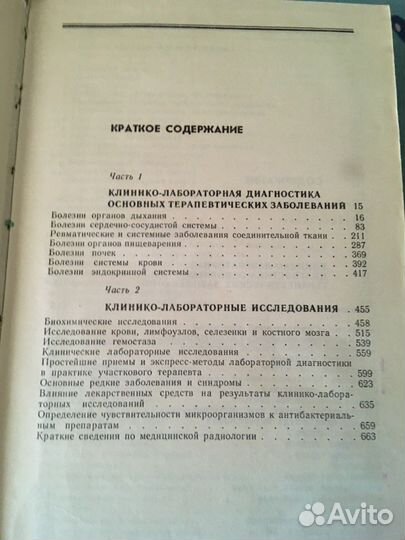 КРАТКОЕ СОДЕРЖАНИЕ
Часть 1
КЛИНИКО-ЛАБОРАТОРНАЯ ДИАГНОСТИКА
ОСНОВНЫХ ТЕРАПЕВТИЧЕСКИХ ЗАБОЛЕВАНИЙ 15
Болезни органов дыхания . . . . . . . . . . . 16
Болезни сердечно-сосудистой системы . . . . . . . . 83
Ревматические и системные заболевания соединительной ткани . 211
Болезни органов пищеварения . . . . . . . . . . 287
Болезни почек . . . . . . . . . . . . . . 369
Болезни системы крови . . . . . . . . . . . . 392
Болезни эндокринной системы . . . . . . . . . . 417
Часть 2
КЛИНИКО-ЛАБОРАТОРНЫЕ ИССЛЕДОВАНИЯ . 455
Биохимические исследования . . . . . . . . . . . 458
Исследование крови, лимфоузлов, селезенки и костного мозга . . 515
Исследование гемостаза . . . . . . . . . . . . 539
Клинические лабораторные исследования . . . . . . . 559
Простейшие приемы и экспресс-методы лабораторной диагностики
в практике участкового терапевта . . . . . . . . . 599
Основные редкие заболевания и синдромы . . . . . . . 623
Влияние лекарственных средств на результаты клинико-лабора-
торных исследований . . . . . . . . . . . . . 635
Определение чувствительности микроорганизмов к антибактериаль-
ным препаратам . . . . . . . . . . . . . . . 659
Краткие сведения по медицинской радиологии . . . . . . 663
Avito